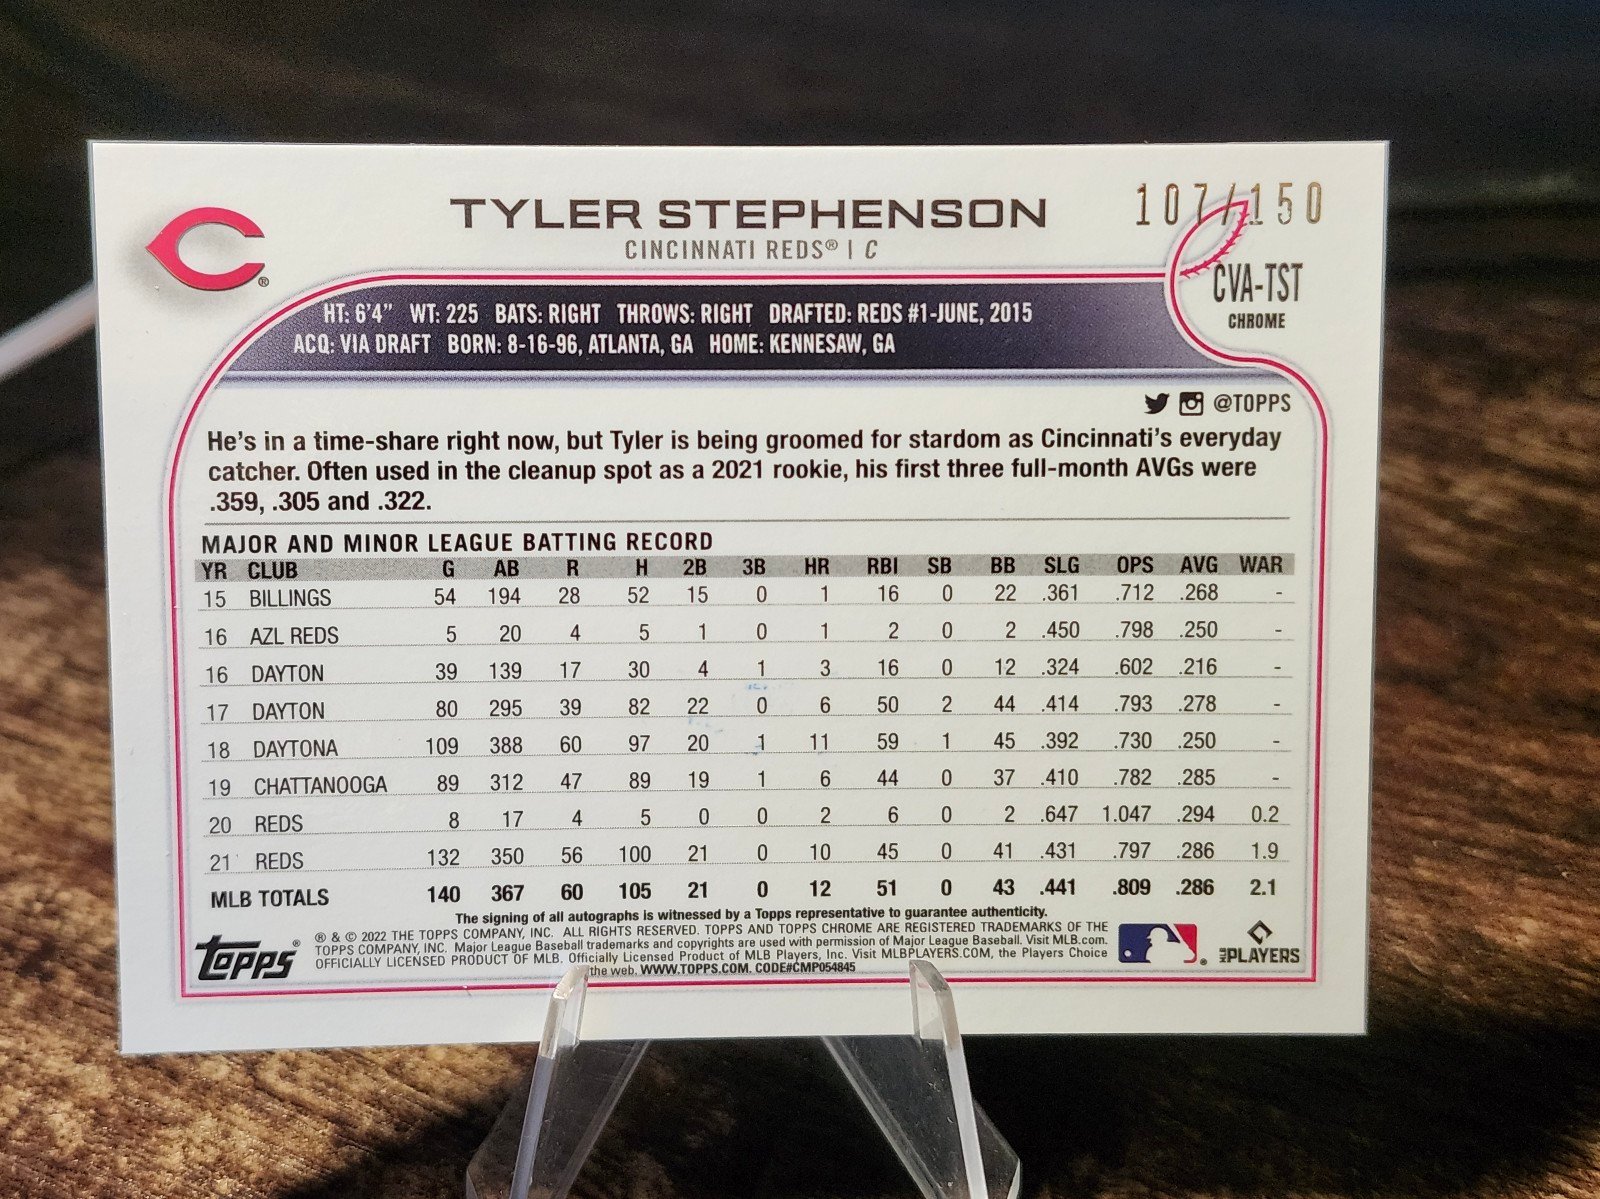 TYLER STEPHENSON
107/150
CINCINNATI REDS® | C
CVA-TST
CHROME
HT: 6'4" WT: 225 BATS: RIGHT THROWS: RIGHT DRAFTED: REDS #1-JUNE, 2015
ACQ: VIA DRAFT BORN: 8-16-96, ATLANTA, GA HOME: KENNESAW, GA
@TOPPS
He's in a time-share right now, but Tyler is being groomed for stardom as Cincinnati's everyday
catcher. Often used in the cleanup spot as a 2021 rookie, his first three full-month AVGs were
.359, .305 and .322.
MAJOR AND MINOR LEAGUE BATTING RECORD
YR CLUB G AB R H 2B 3B HR RBI SB BB SLG OPS AVG WAR
15 BILLINGS 54 194 28 52 15 0 1 16 0 22 .361 .712 .268 -
16 AZL REDS 5 20 4 5 1 0 1 2 0 2 .450 .798 .250 -
16 DAYTON 39 139 17 30 4 1 3 16 0 12 .324 .602 .216 -
17 DAYTON 80 295 39 82 22 0 6 50 2 44 .414 .793 .278 -
18 DAYTONA 109 388 60 97 20 1 11 59 1 45 .392 .730 .250 -
19 CHATTANOOGA 89 312 47 89 19 1 6 44 0 37 .410 .782 .285 -
20 REDS 8 17 4 5 0 0 2 6 0 2 .647 1.047 .294 0.2
21 REDS 132 350 56 100 21 0 10 45 0 41 .431 .797 .286 1.9
MLB TOTALS 140 367 60 105 21 0 12 51 0 43 .441 .809 .286 2.1
The signing of all autographs is witnessed by a Topps representative to guarantee authenticity.
Topps®
® & © 2022 THE TOPPS COMPANY, INC. ALL RIGHTS RESERVED. TOPPS AND TOPPS CHROME ARE REGISTERED TRADEMARKS OF THE
TOPPS COMPANY, INC. Major League Baseball trademarks and copyrights are used with permission of Major League Baseball. Visit MLB.com.
OFFICIALLY LICENSED PRODUCT OF MLB. Officially Licensed Product of MLB Players, Inc. Visit MLBPLAYERS.COM, the Players Choice
the web. WWW.TOPPS.COM. CODE#CMP054845
MLB PLAYERS